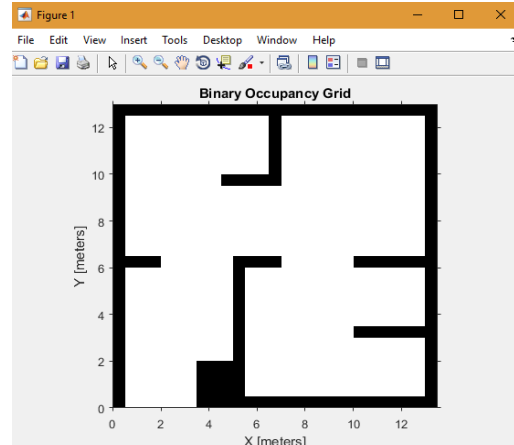 Figure 1
File Edit View Insert Tools Desktop Window Help
Binary Occupancy Grid
12
10
8
6
4
2
0
Y [meters]
0 2 4 6 8 10 12
X [meters]